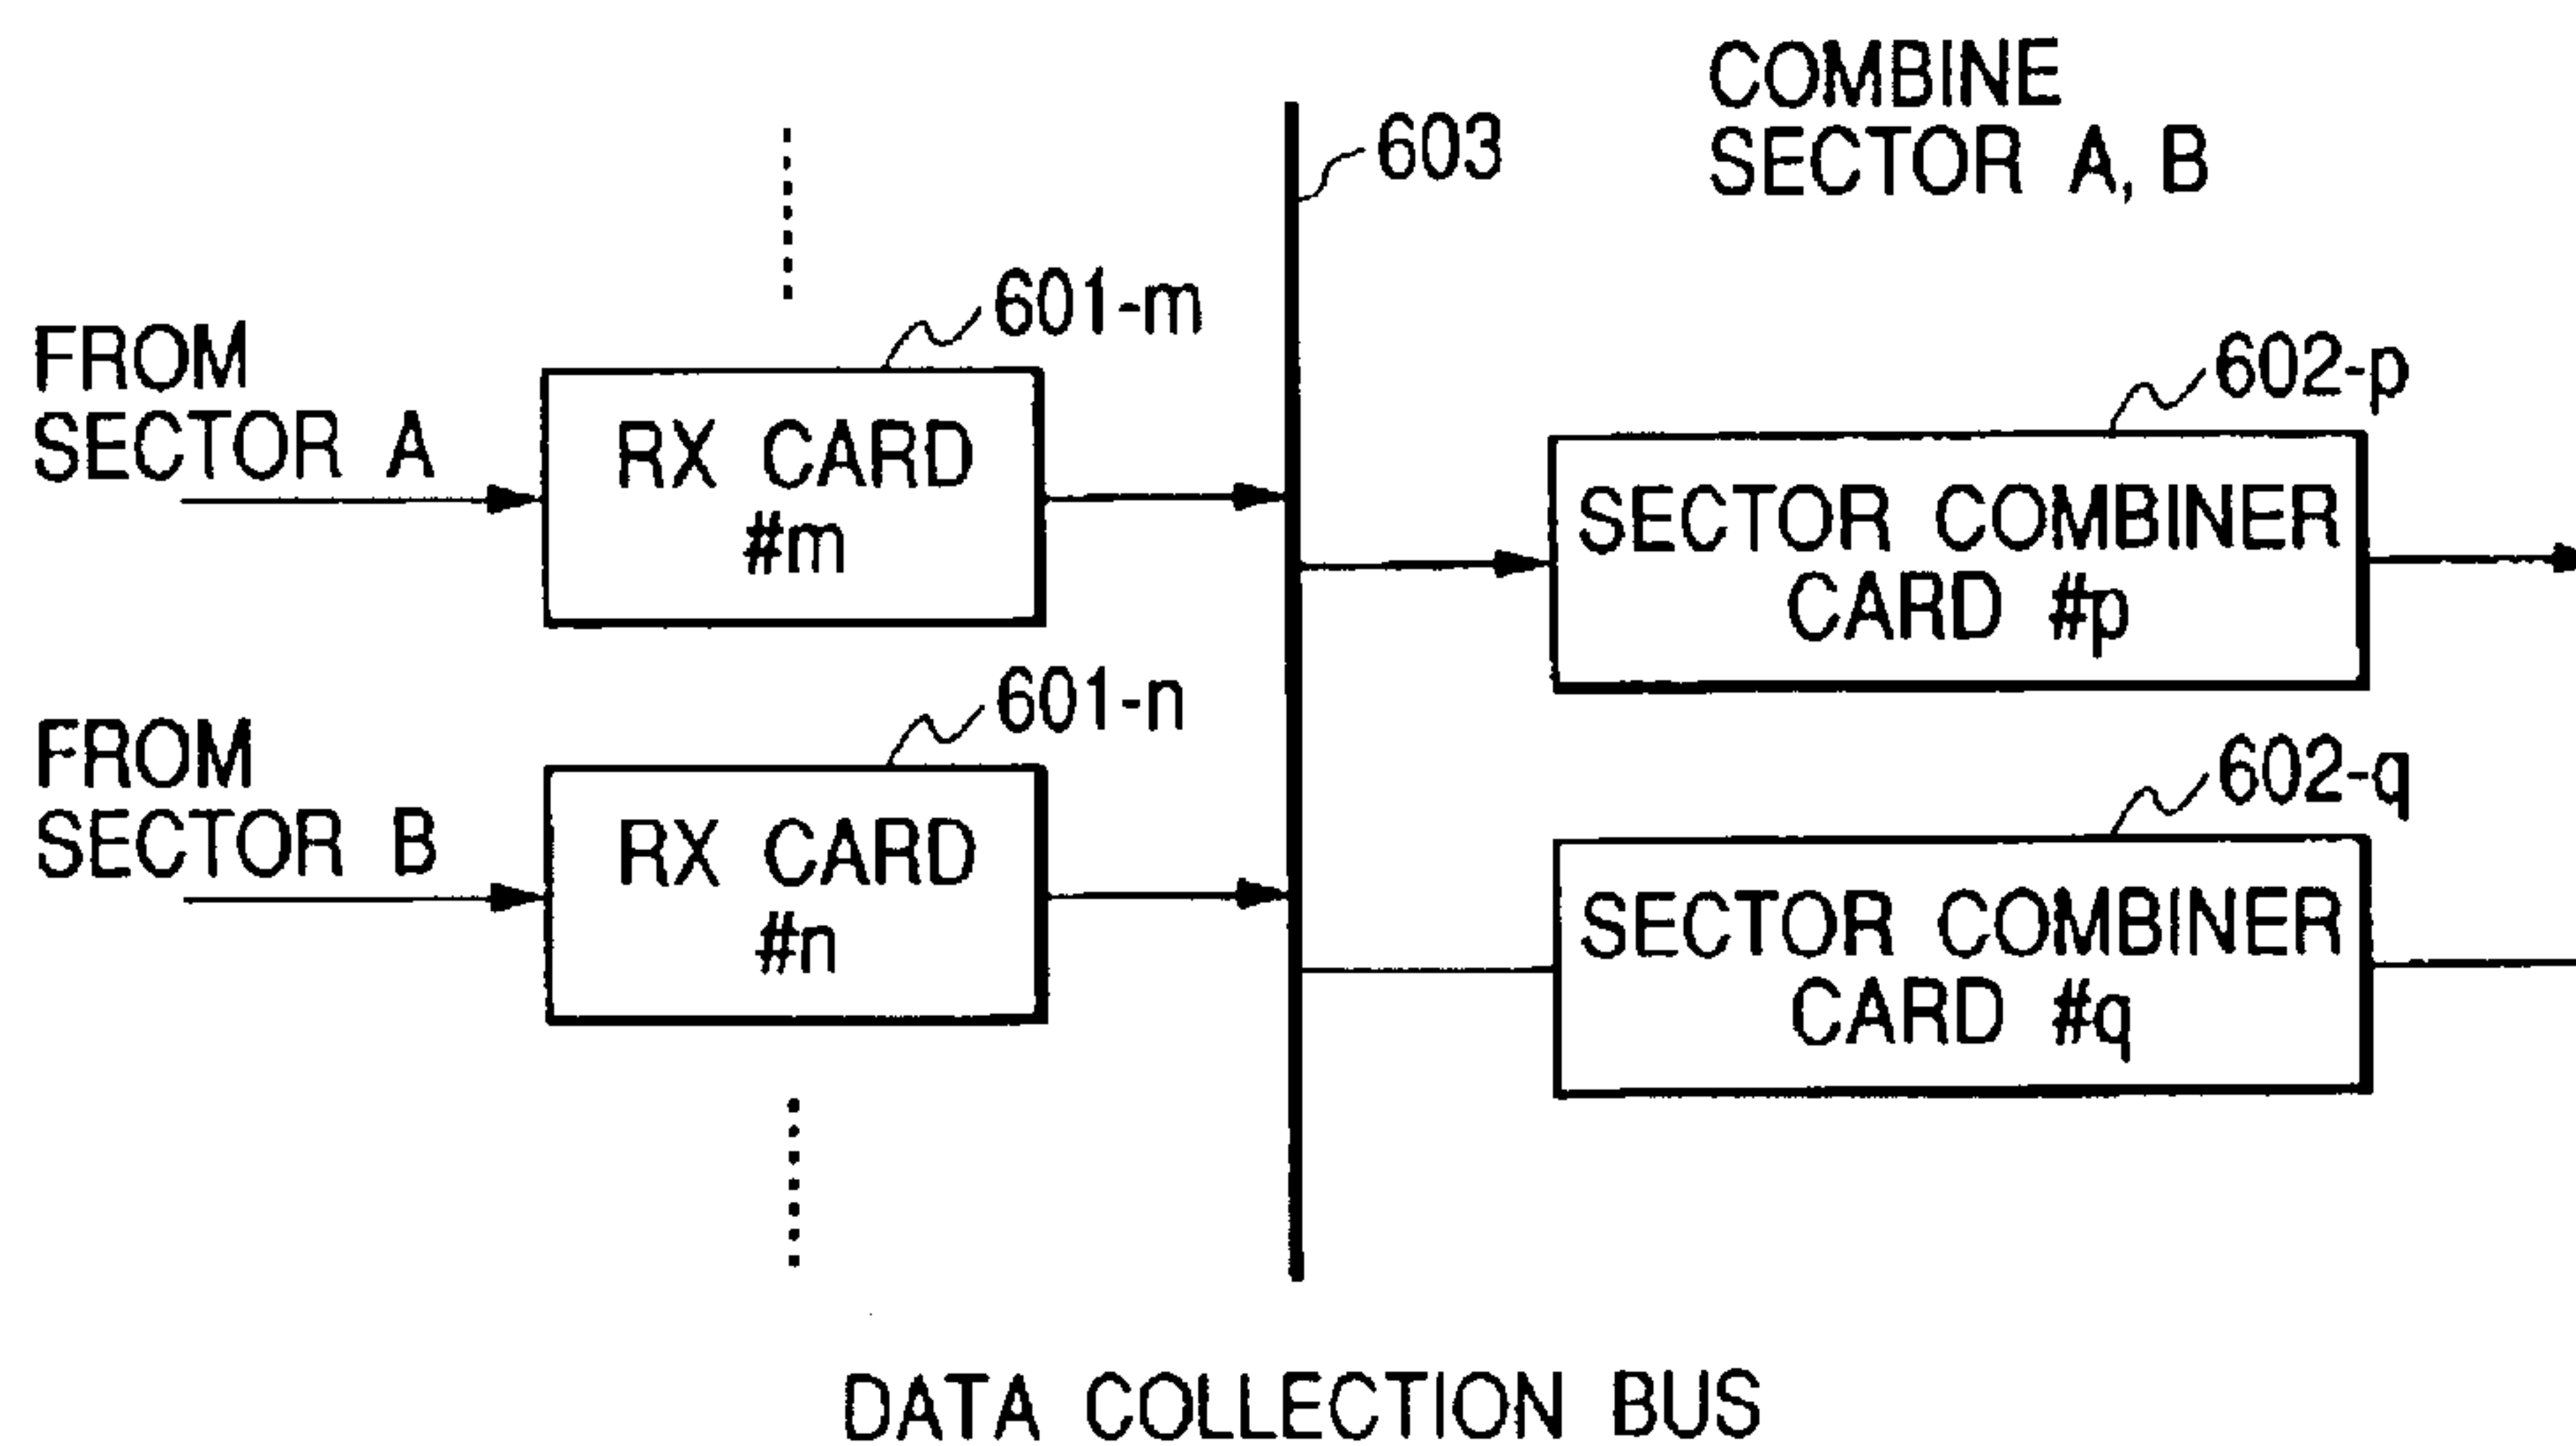 COMBINE
SECTOR A, B
603
601-m
FROM
SECTOR A
RX CARD
#m
602-p
SECTOR COMBINER
CARD #p
601-n
FROM
SECTOR B
RX CARD
#n
602-q
SECTOR COMBINER
CARD #q
DATA COLLECTION BUS